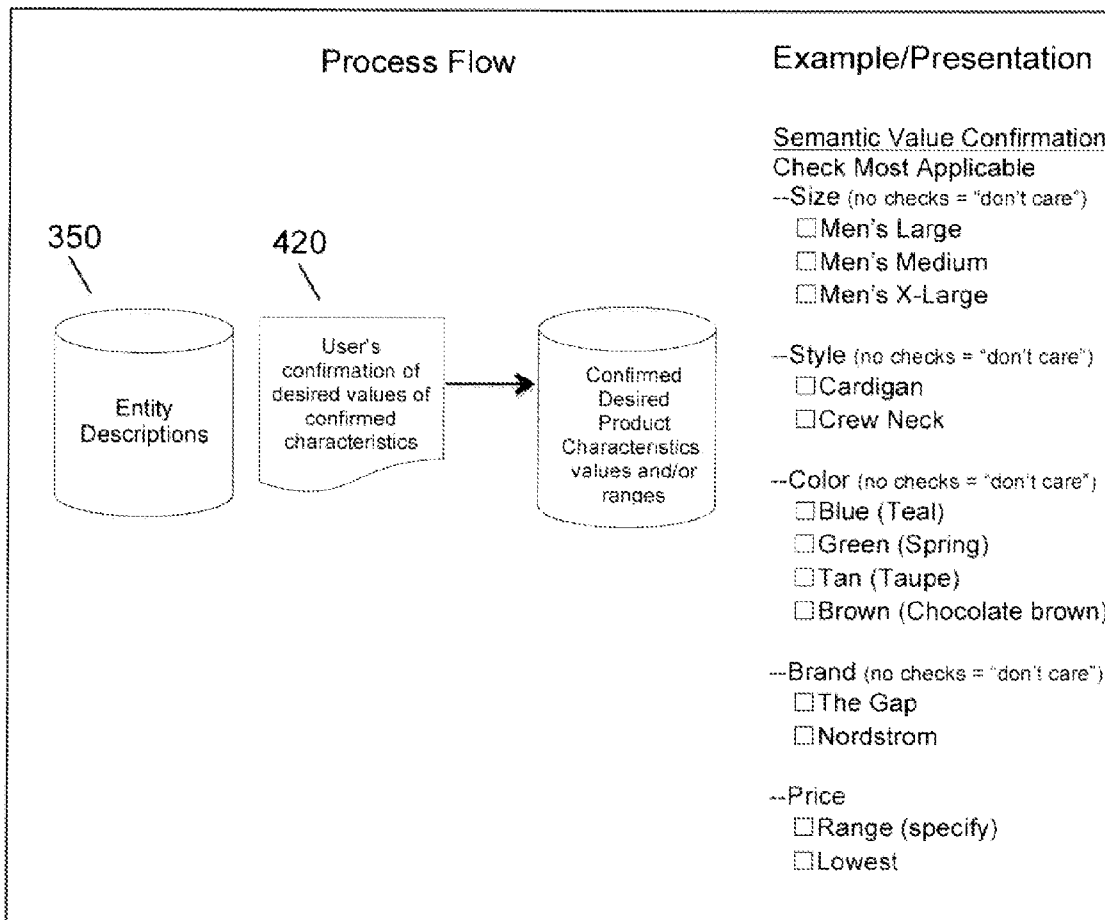 Process Flow
Example/Presentation
350
420
Entity
Descriptions
User's
confirmation of
desired values of
confirmed
characteristics
Confirmed
Desired
Product
Characteristics
values and/or
ranges
Semantic Value Confirmation
Check Most Applicable
--Size (no checks = "don't care")
Men's Large
Men's Medium
Men's X-Large
--Style (no checks = "don't care")
Cardigan
Crew Neck
--Color (no checks = "don't care")
Blue (Teal)
Green (Spring)
Tan (Taupe)
Brown (Chocolate brown)
--Brand (no checks = "don't care")
The Gap
Nordstrom
--Price
Range (specify)
Lowest